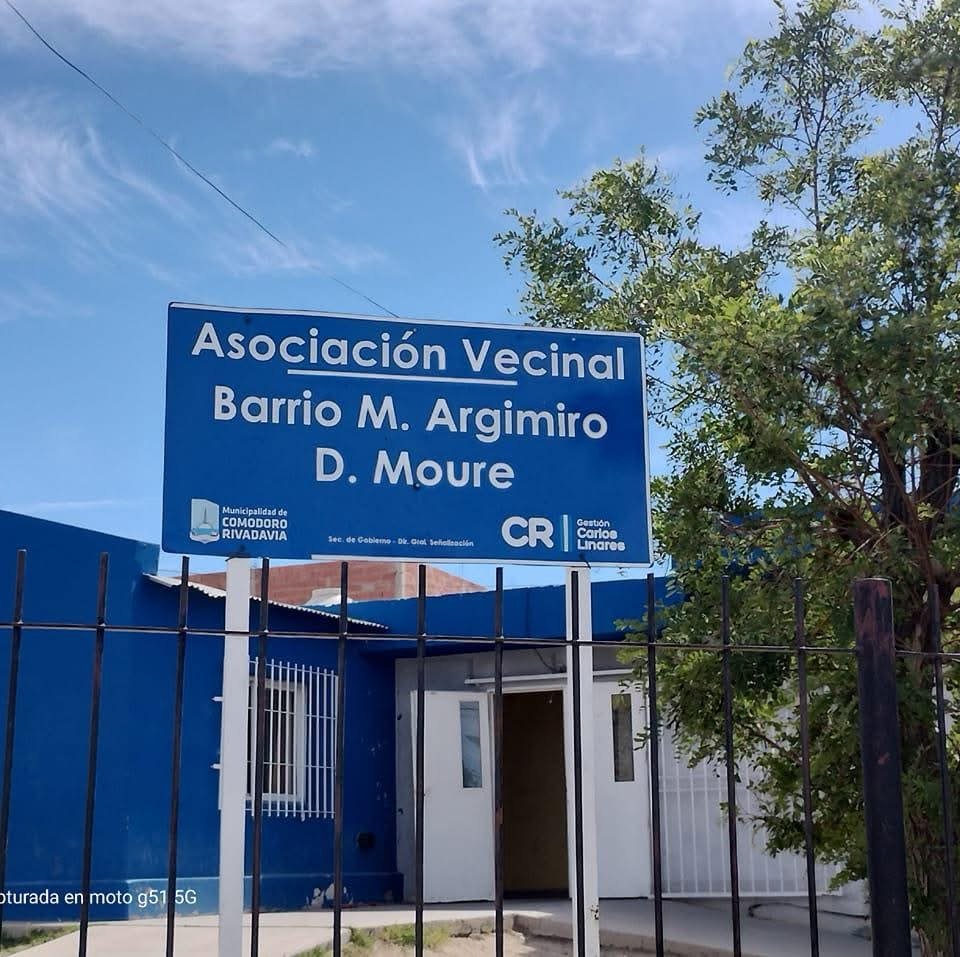 Asociación Vecinal
Barrio M. Argimiro
D. Moure
Municipalidad de
COMODORO
RIVADAVIA
Sec. de Gobierno - Dir. Gral. Señalización
CR
Gestión
Carlos
Linares
pturada en moto g51 5G